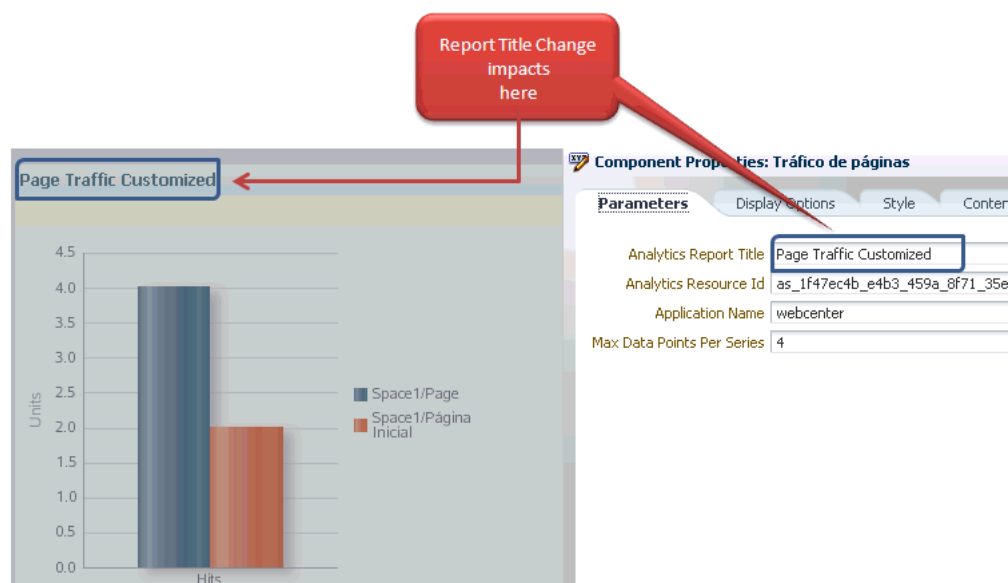 Report Title Change
impacts
here
Page Traffic Customized
4.5
4.0
3.5
3.0
2.5
2.0
1.5
1.0
0.5
0.0
Units
Hits
Space1/Page
Space1/Página
Inicial
Component Properties: Tráfico de páginas
Parameters Display Options Style Conten
Analytics Report Title Page Traffic Customized
Analytics Resource Id as_1f47ec4b_e4b3_459a_8f71_35e
Application Name webcenter
Max Data Points Per Series 4